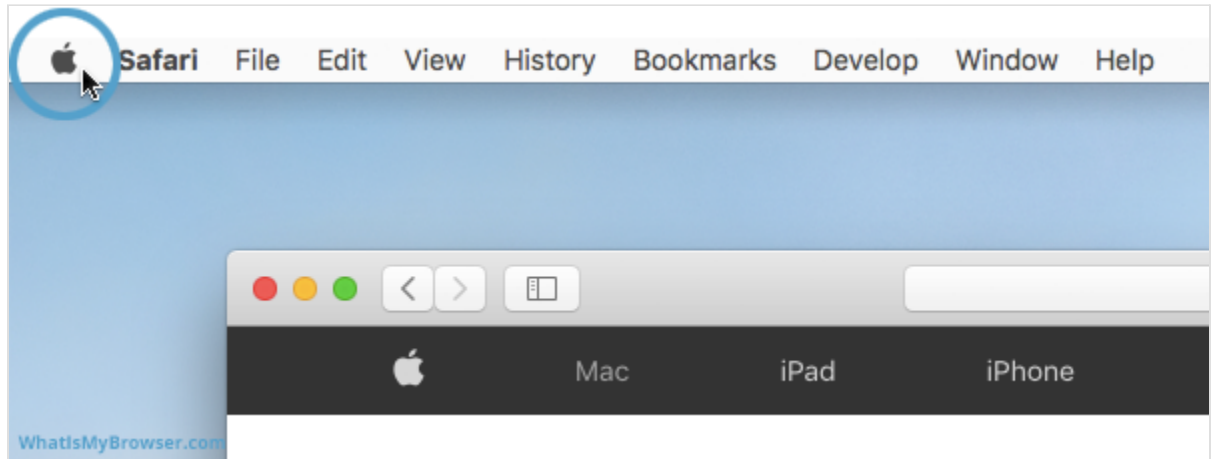 Safari File Edit View History Bookmarks Develop Window Help
Mac iPad iPhone
WhatIsMyBrowser.com